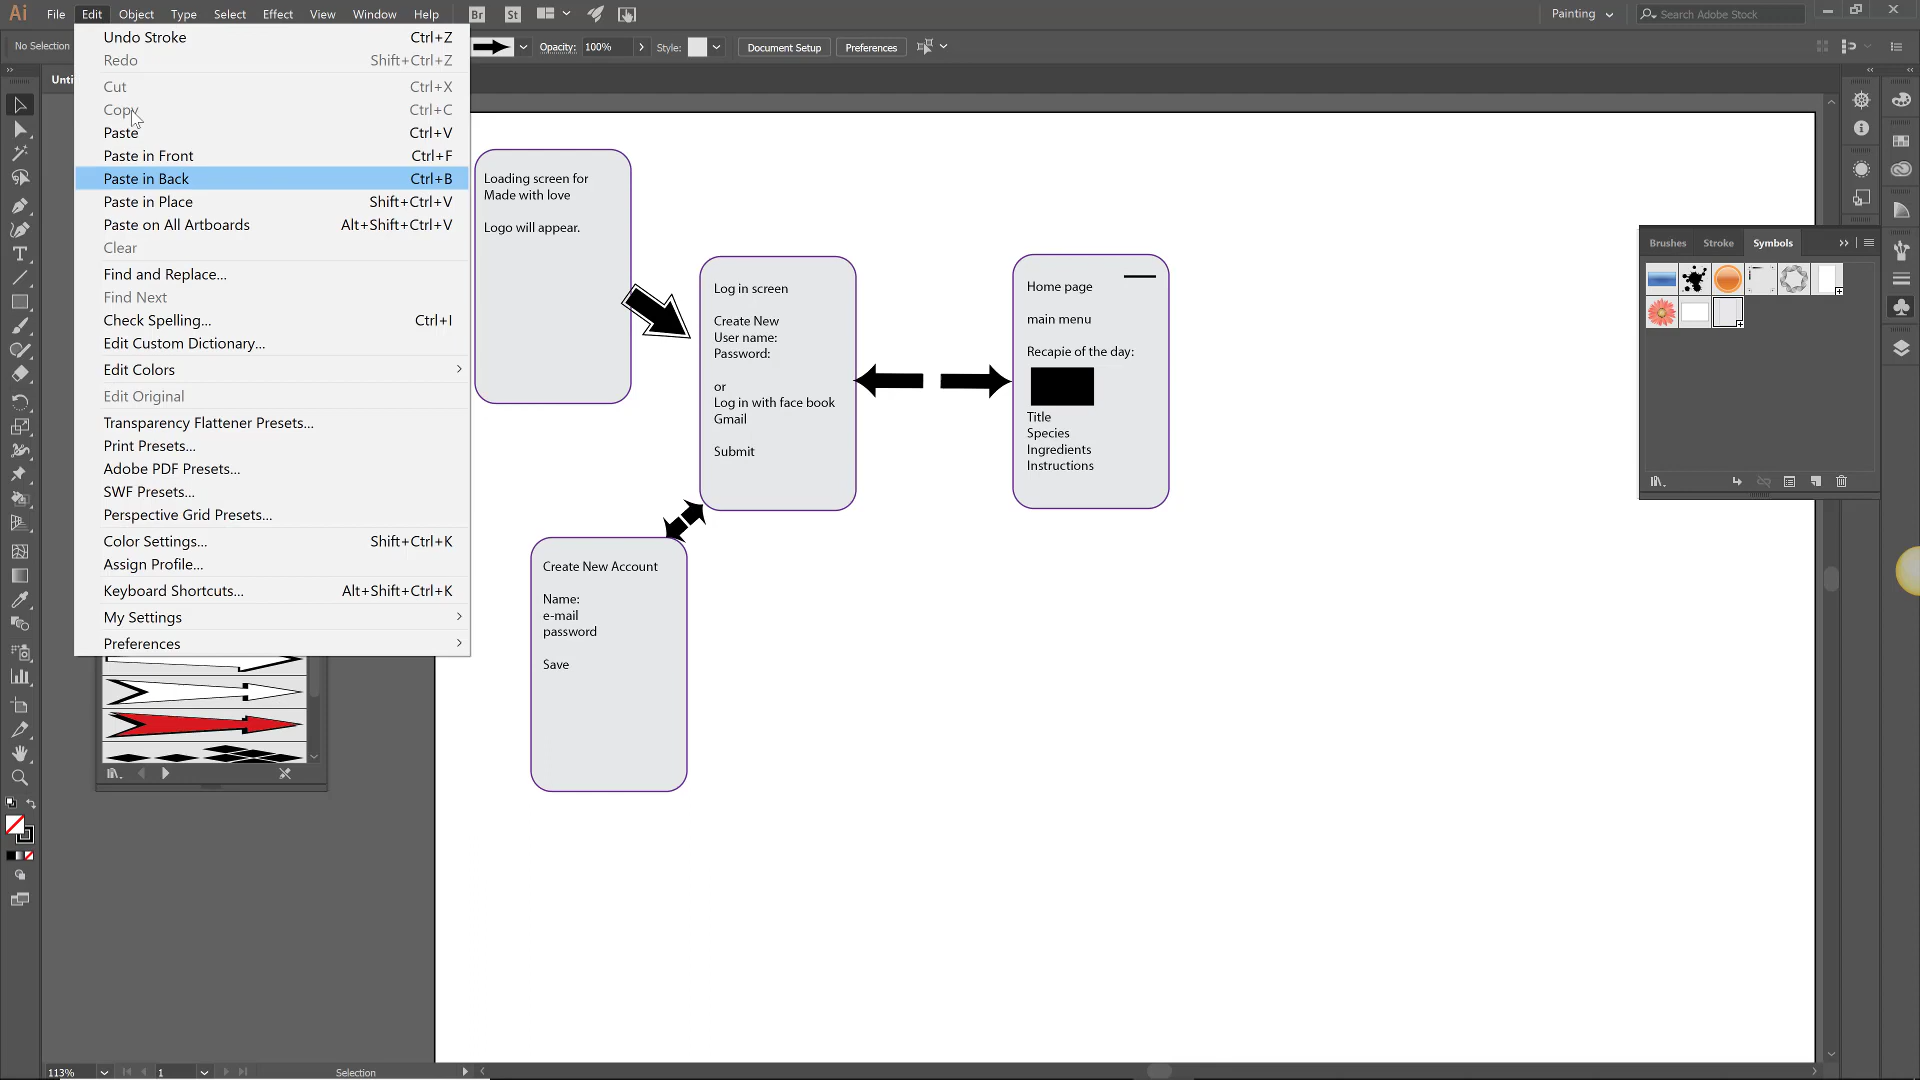 Ai File Edit Object Type Select Effect View Window Help Br St Painting Search Adobe Stock
No Selection Opacity: 100% Style: Document Setup Preferences
Unti
Undo Stroke Ctrl+Z
Redo Shift+Ctrl+Z
Cut Ctrl+X
Copy Ctrl+C
Paste Ctrl+V
Paste in Front Ctrl+F
Paste in Back Ctrl+B
Paste in Place Shift+Ctrl+V
Paste on All Artboards Alt+Shift+Ctrl+V
Clear
Find and Replace...
Find Next
Check Spelling... Ctrl+I
Edit Custom Dictionary...
Edit Colors
Edit Original
Transparency Flattener Presets...
Print Presets...
Adobe PDF Presets...
SWF Presets...
Perspective Grid Presets...
Color Settings... Shift+Ctrl+K
Assign Profile...
Keyboard Shortcuts... Alt+Shift+Ctrl+K
My Settings
Preferences
Loading screen for
Made with love
Logo will appear.
Log in screen
Create New
User name:
Password:
or
Log in with face book
Gmail
Submit
Home page
main menu
Recapie of the day:
Title
Species
Ingredients
Instructions
Create New Account
Name:
e-mail
password
Save
Brushes Stroke Symbols
113% 1 Selection